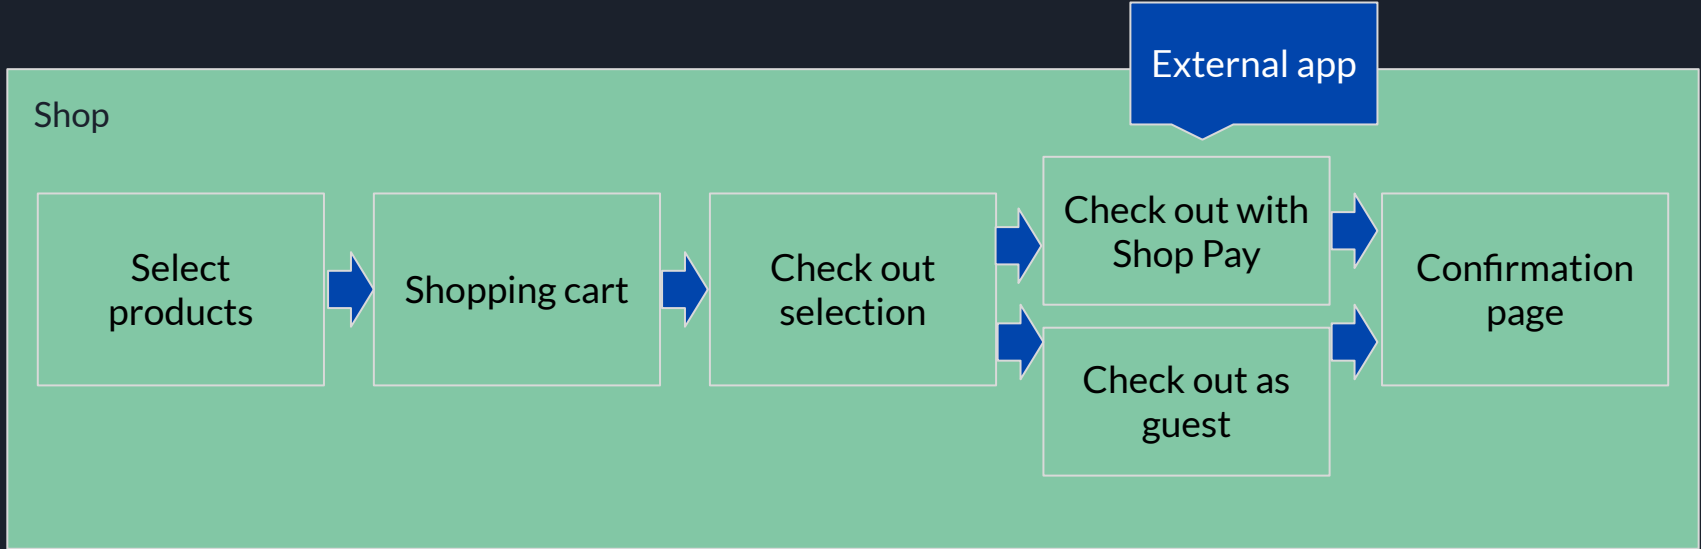 External app
Shop
Select
products
Shopping cart
Check out
selection
Check out with
Shop Pay
Check out as
guest
Confirmation
page